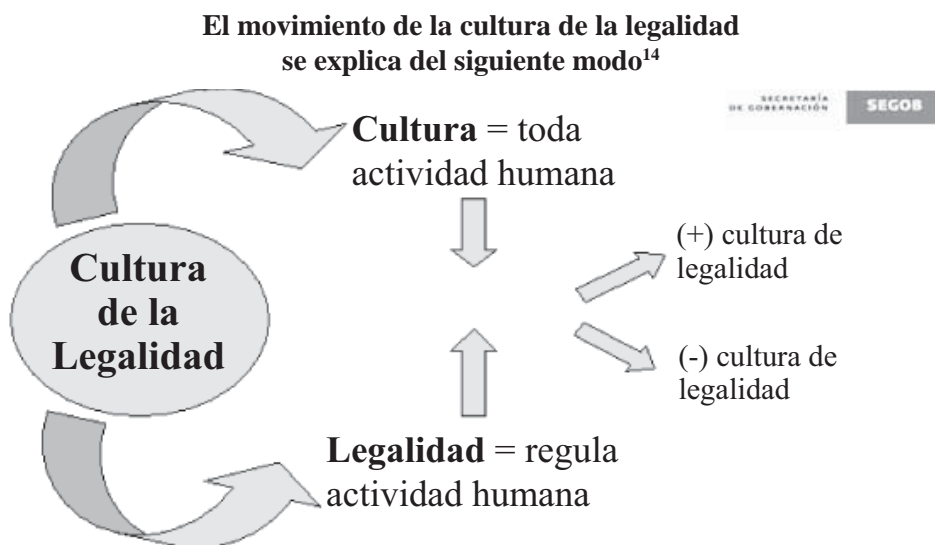 El movimiento de la cultura de la legalidad
se explica del siguiente modo14
SECRETARÍA
DE GOBERNACIÓN
SEGOB
Cultura = toda
actividad humana
Cultura
de la
Legalidad
(+) cultura de
legalidad
(-) cultura de
legalidad
Legalidad = regula
actividad humana